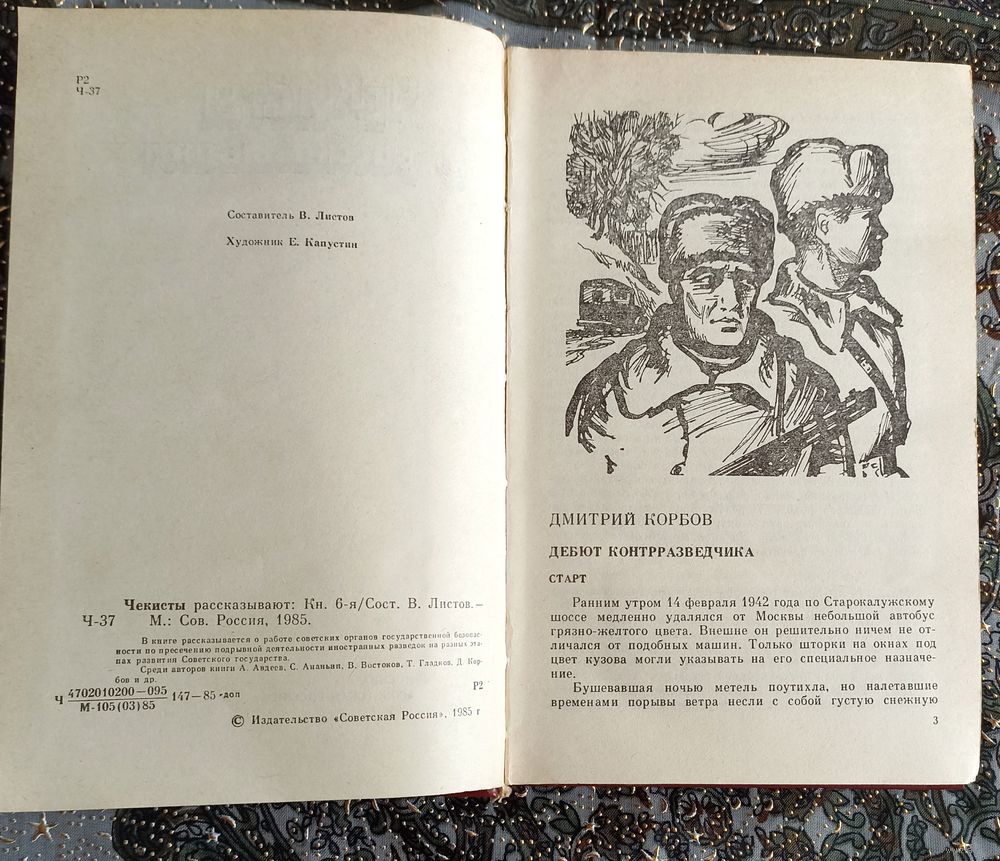 Р2
Ч-37
Составитель В. Листов
Художник Е. Капустин
Чекисты рассказывают: Кн. 6-я/Сост. В. Листов.—
Ч-37 М.: Сов. Россия, 1985.
В книге рассказывается о работе советских органов государственной безопас-
ности по пресечению подрывной деятельности иностранных разведок на разных эта-
пах развития Советского государства.
Среди авторов книги А. Авдеев, С. Ананьин, В. Востоков, Т. Гладков, Д Кор-
бов и др.
Ч 4702010200—095 147—85 -доп Р2
М-105(03)85
© Издательство «Советская Россия», 1985 г
ДМИТРИЙ КОРБОВ
ДЕБЮТ КОНТРРАЗВЕДЧИКА
СТАРТ
Ранним утром 14 февраля 1942 года по Старокалужскому
шоссе медленно удалялся от Москвы небольшой автобус
грязно-желтого цвета. Внешне он решительно ничем не от-
личался от подобных машин. Только шторки на окнах под
цвет кузова могли указывать на его специальное назначе-
ние.
Бушевавшая ночью метель поутихла, но налетавшие
временами порывы ветра несли с собой густую снежную
3